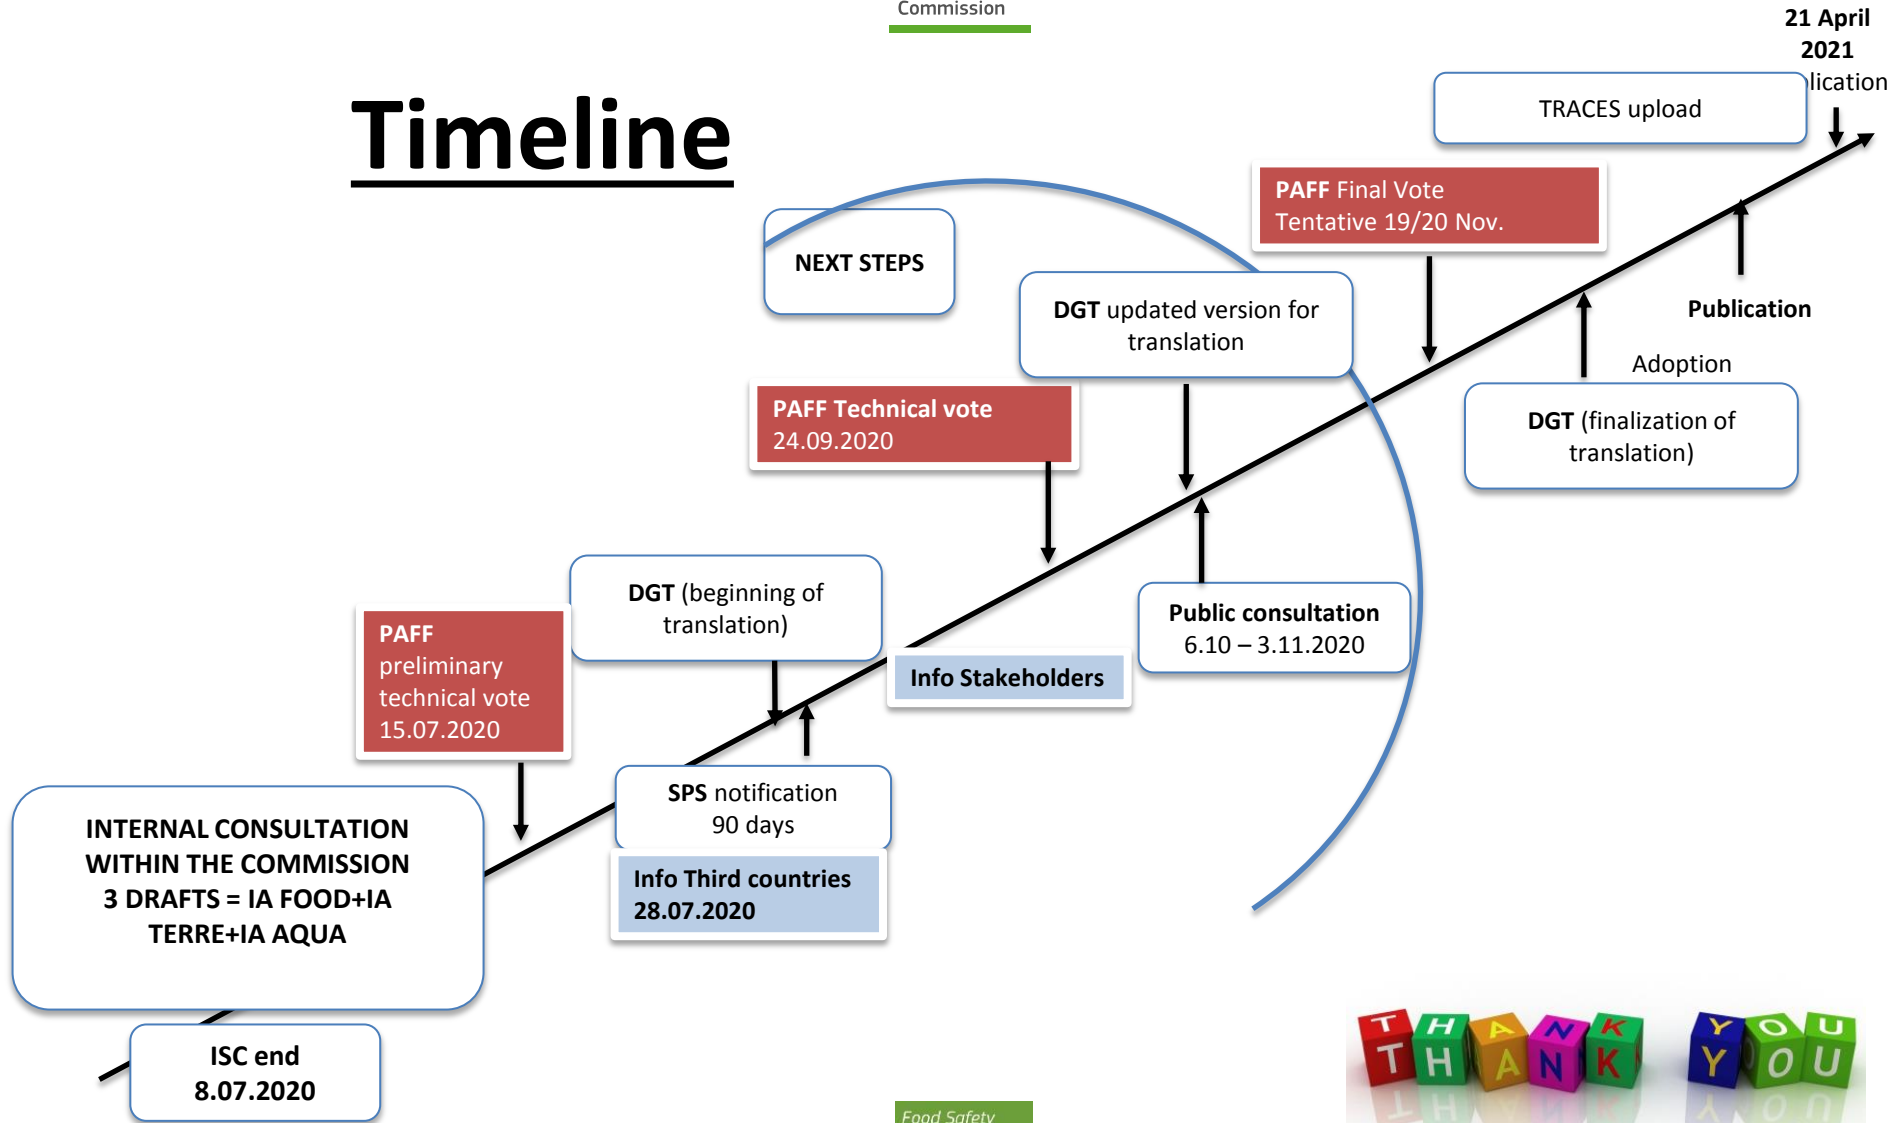 Commission
21 April
2021
lication
Timeline
TRACES upload
PAFF Final Vote
Tentative 19/20 Nov.
NEXT STEPS
DGT updated version for
translation
Publication
Adoption
PAFF Technical vote
24.09.2020
DGT (finalization of
translation)
DGT (beginning of
translation)
Public consultation
6.10 – 3.11.2020
PAFF
preliminary
technical vote
15.07.2020
Info Stakeholders
SPS notification
90 days
INTERNAL CONSULTATION
WITHIN THE COMMISSION
3 DRAFTS = IA FOOD+IA
TERRE+IA AQUA
Info Third countries
28.07.2020
ISC end
8.07.2020
THANK YOU
THANK YOU
Food Safety